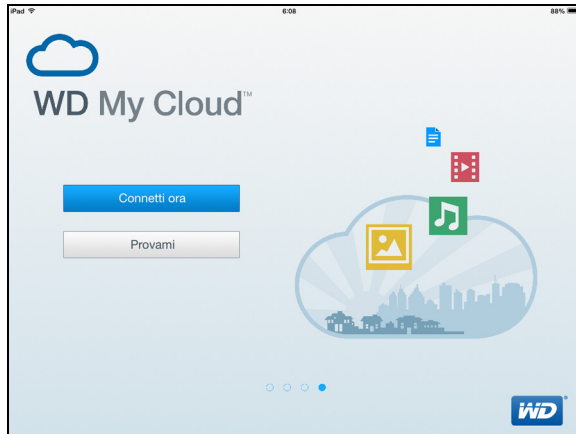 iPad 6:08 88%
WD My Cloud™
Connetti ora
Provami
WD®